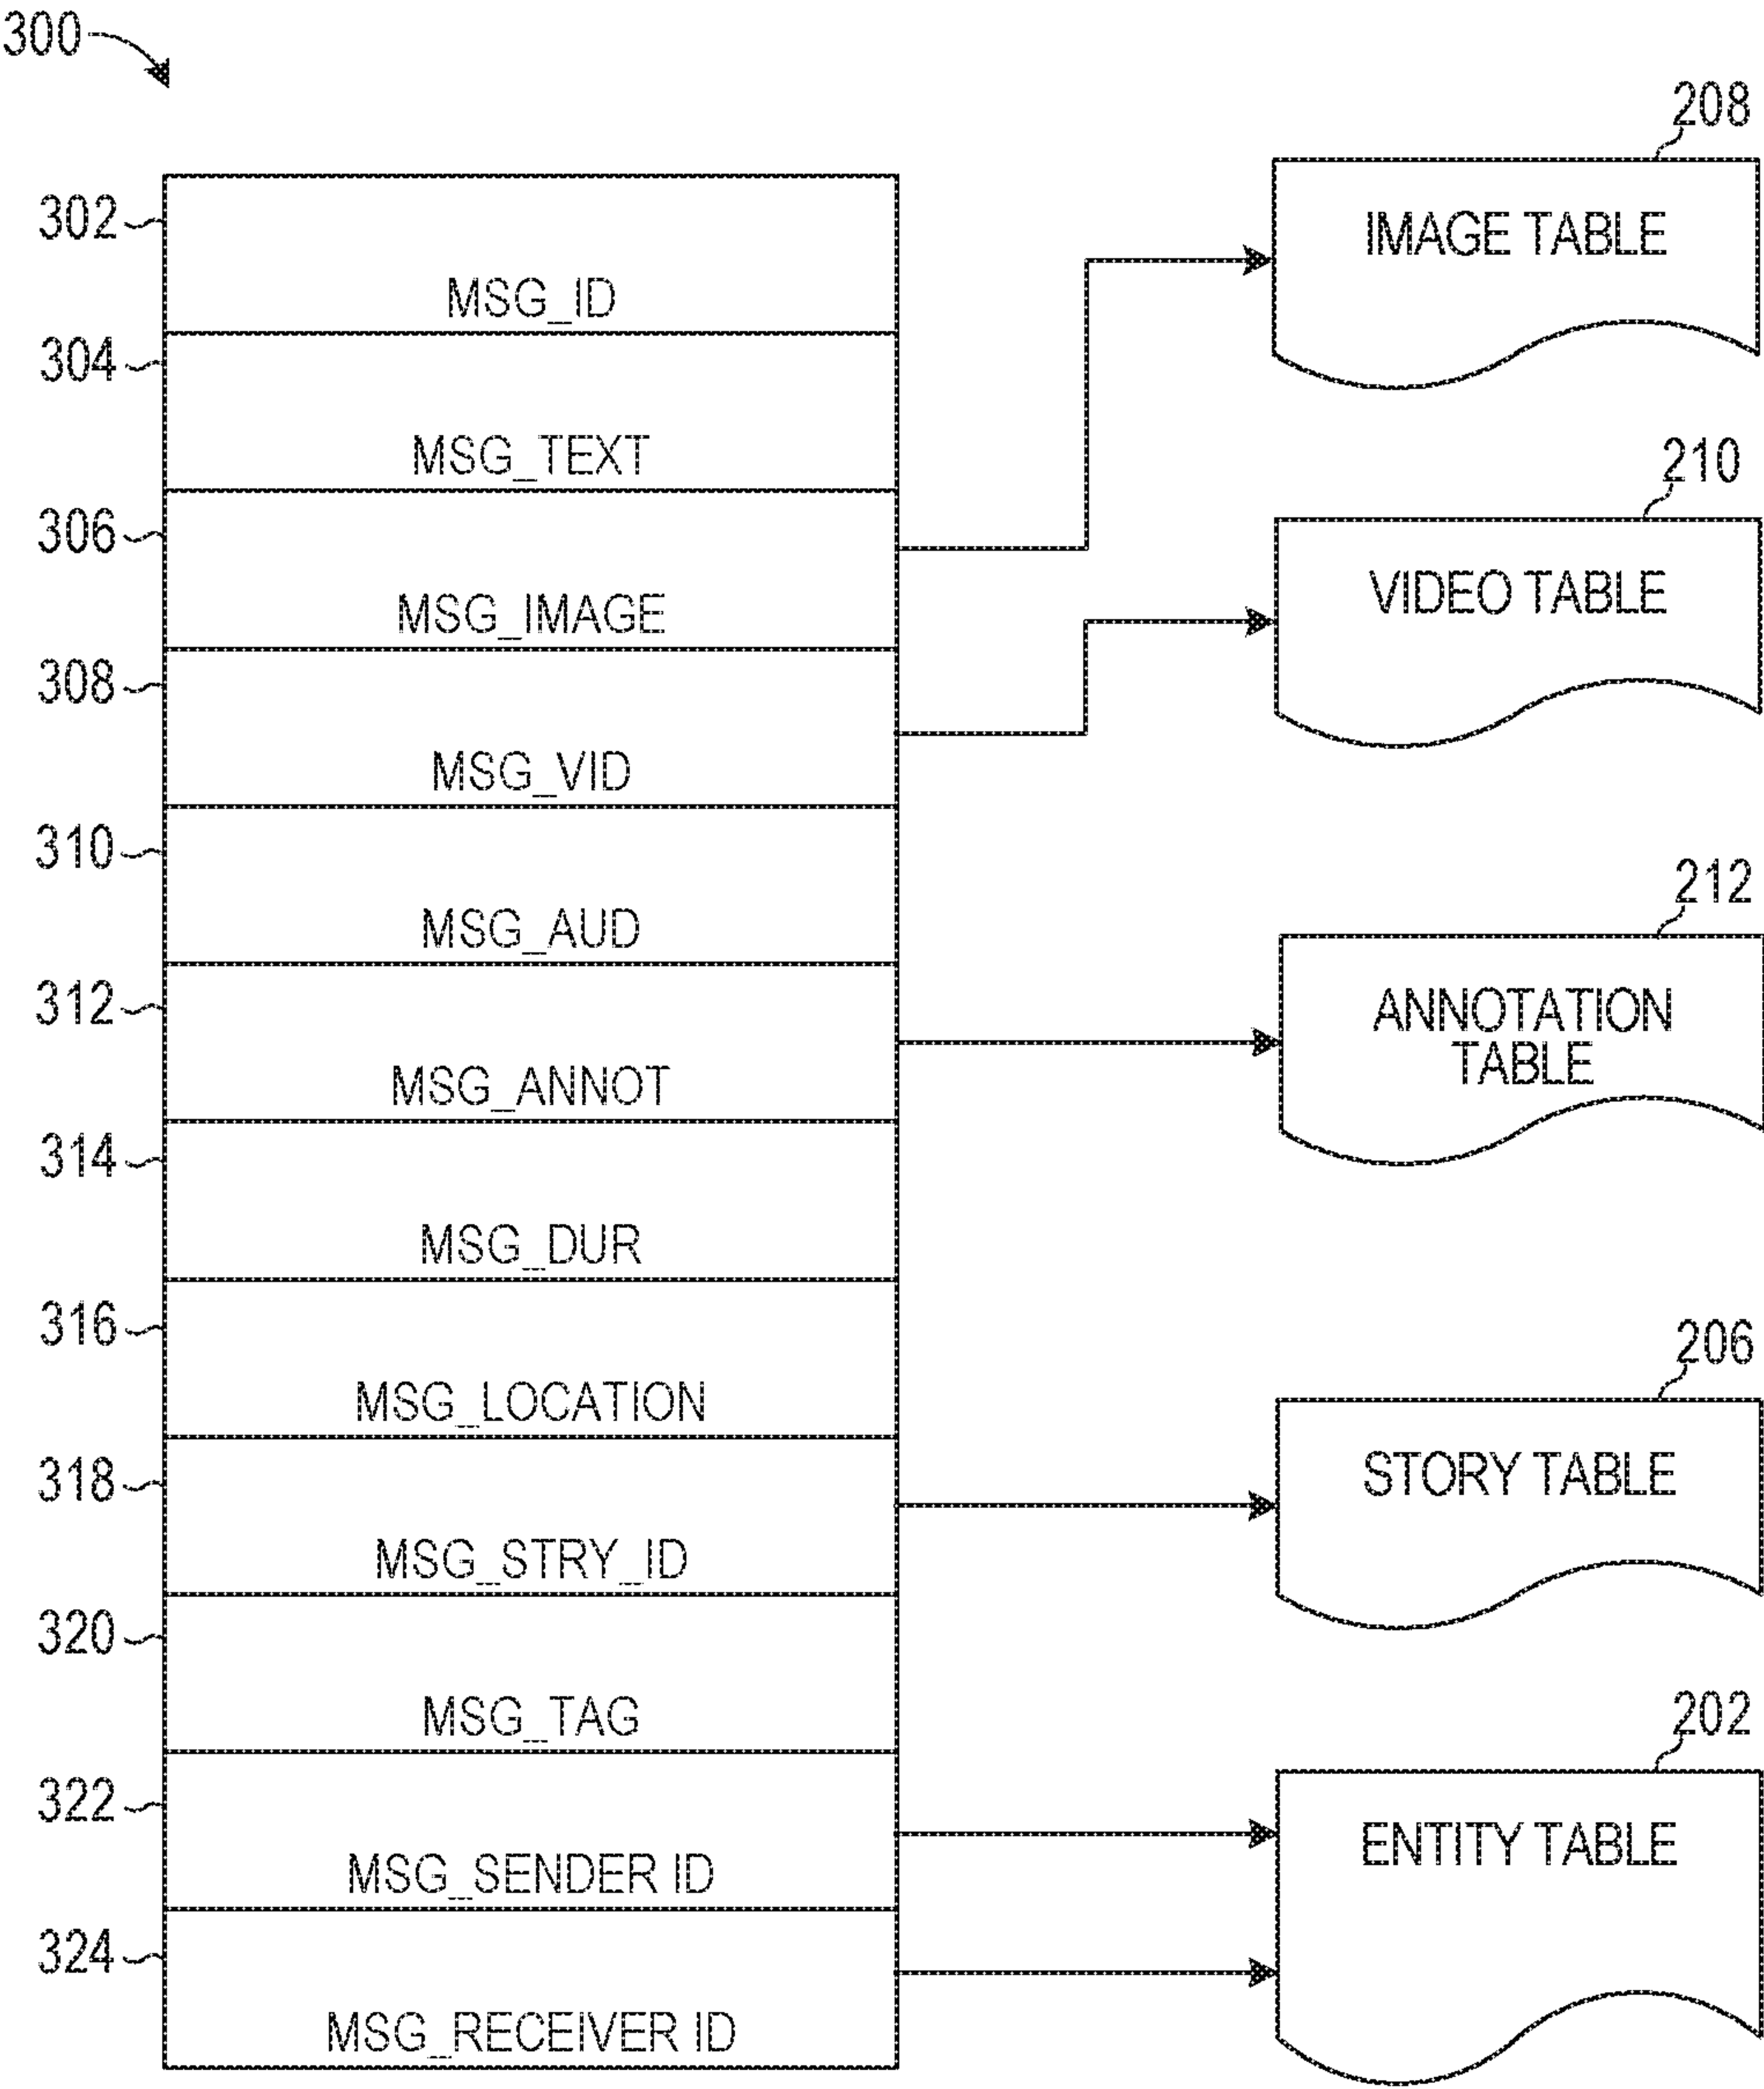 300
302
MSG_ID
304
MSG_TEXT
306
MSG_IMAGE
308
MSG_VID
310
MSG_AUD
312
MSG_ANNOT
314
MSG_DUR
316
MSG_LOCATION
318
MSG_STRY_ID
320
MSG_TAG
322
MSG_SENDER ID
324
MSG_RECEIVER ID
208
IMAGE TABLE
210
VIDEO TABLE
212
ANNOTATION
TABLE
206
STORY TABLE
202
ENTITY TABLE